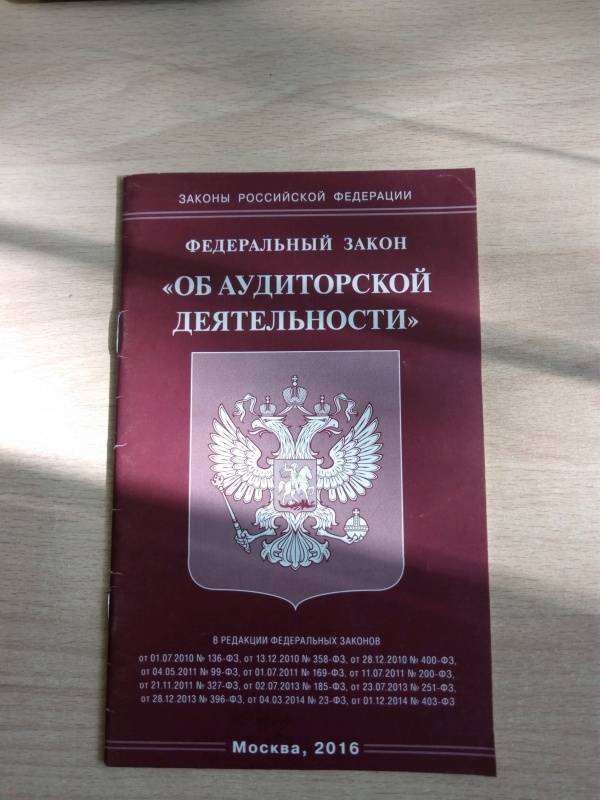 ЗАКОНЫ РОССИЙСКОЙ ФЕДЕРАЦИИ
ФЕДЕРАЛЬНЫЙ ЗАКОН
«ОБ АУДИТОРСКОЙ
ДЕЯТЕЛЬНОСТИ»
В РЕДАКЦИИ ФЕДЕРАЛЬНЫХ ЗАКОНОВ
от 01.07.2010 № 136-ФЗ, от 13.12.2010 № 358-ФЗ, от 28.12.2010 № 400-ФЗ,
от 04.05.2011 № 99-ФЗ, от 01.07.2011 № 169-ФЗ, от 11.07.2011 № 200-ФЗ,
от 21.11.2011 № 327-ФЗ, от 02.07.2013 № 185-ФЗ, от 23.07.2013 № 251-ФЗ,
от 28.12.2013 № 396-ФЗ, от 04.03.2014 № 23-ФЗ, от 01.12.2014 № 403-ФЗ
Москва, 2016